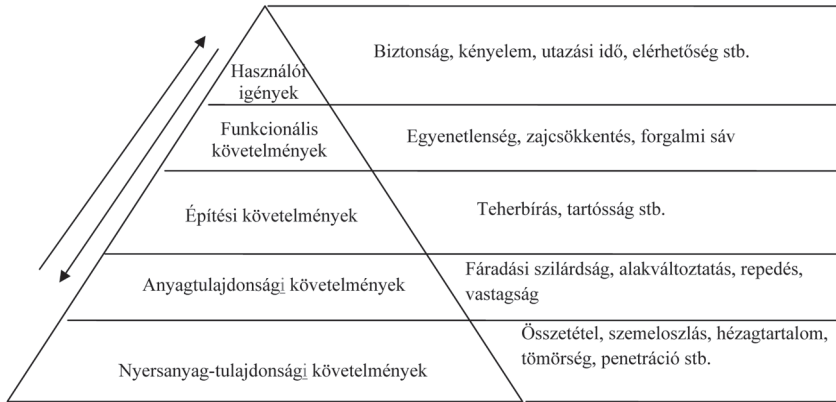 Használói
igények
Biztonság, kényelem, utazási idő, elérhetőség stb.
Funkcionális
követelmények
Egyenetlenség, zajcsökkentés, forgalmi sáv
Építési követelmények
Teherbírás, tartósság stb.
Anyagtulajdonsági követelmények
Fáradási szilárdság, alakváltoztatás, repedés,
vastagság
Nyersanyag-tulajdonsági követelmények
Összetétel, szemeloszlás, hézagtartalom,
tömörség, penetráció stb.